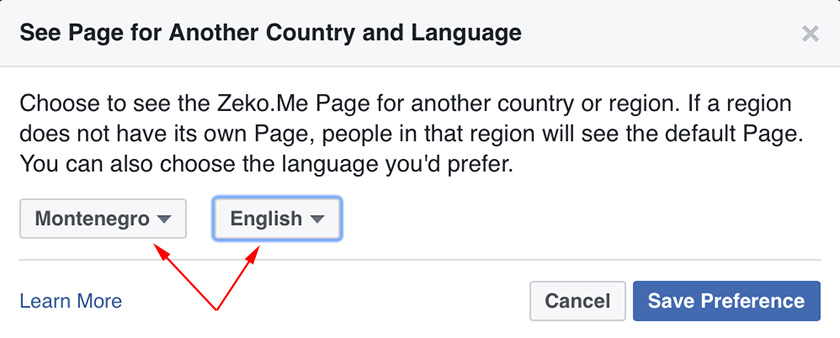 See Page for Another Country and Language
Choose to see the Zeko.Me Page for another country or region. If a region
does not have its own Page, people in that region will see the default Page.
You can also choose the language you'd prefer.
Montenegro English
Learn More Cancel Save Preference